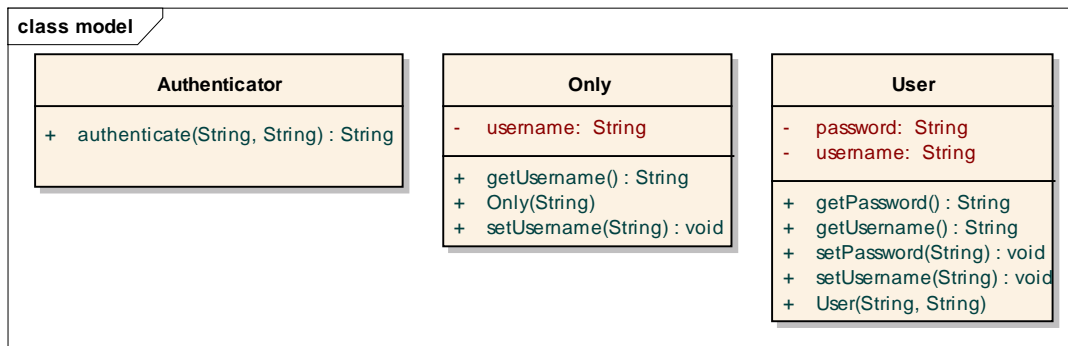 class model
Authenticator
+ authenticate(String, String) : String
Only
- username: String
+ getUsername() : String
+ Only(String)
+ setUsername(String) : void
User
- password: String
- username: String
+ getPassword() : String
+ getUsername() : String
+ setPassword(String) : void
+ setUsername(String) : void
+ User(String, String)